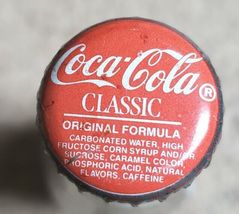 Coca-Cola®
CLASSIC
ORIGINAL FORMULA
CARBONATED WATER, HIGH
FRUCTOSE CORN SYRUP AND/OR
SUCROSE, CARAMEL COLOR,
PHOSPHORIC ACID, NATURAL
FLAVORS, CAFFEINE